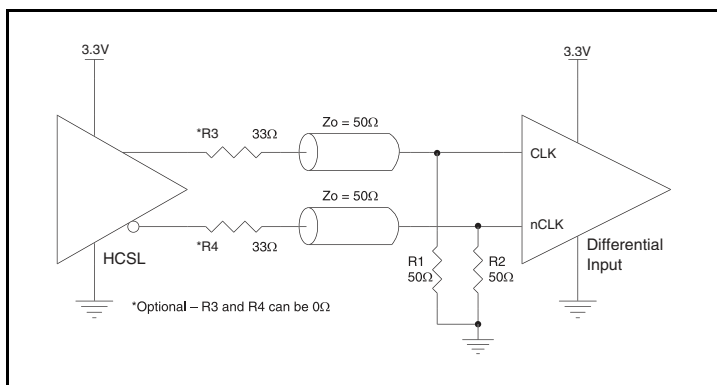 3.3V
3.3V
*R3 33Ω
Zo = 50Ω
CLK
Zo = 50Ω
nCLK
*R4 33Ω
HCSL
R1
50Ω
R2
50Ω
Differential
Input
*Optional – R3 and R4 can be 0Ω